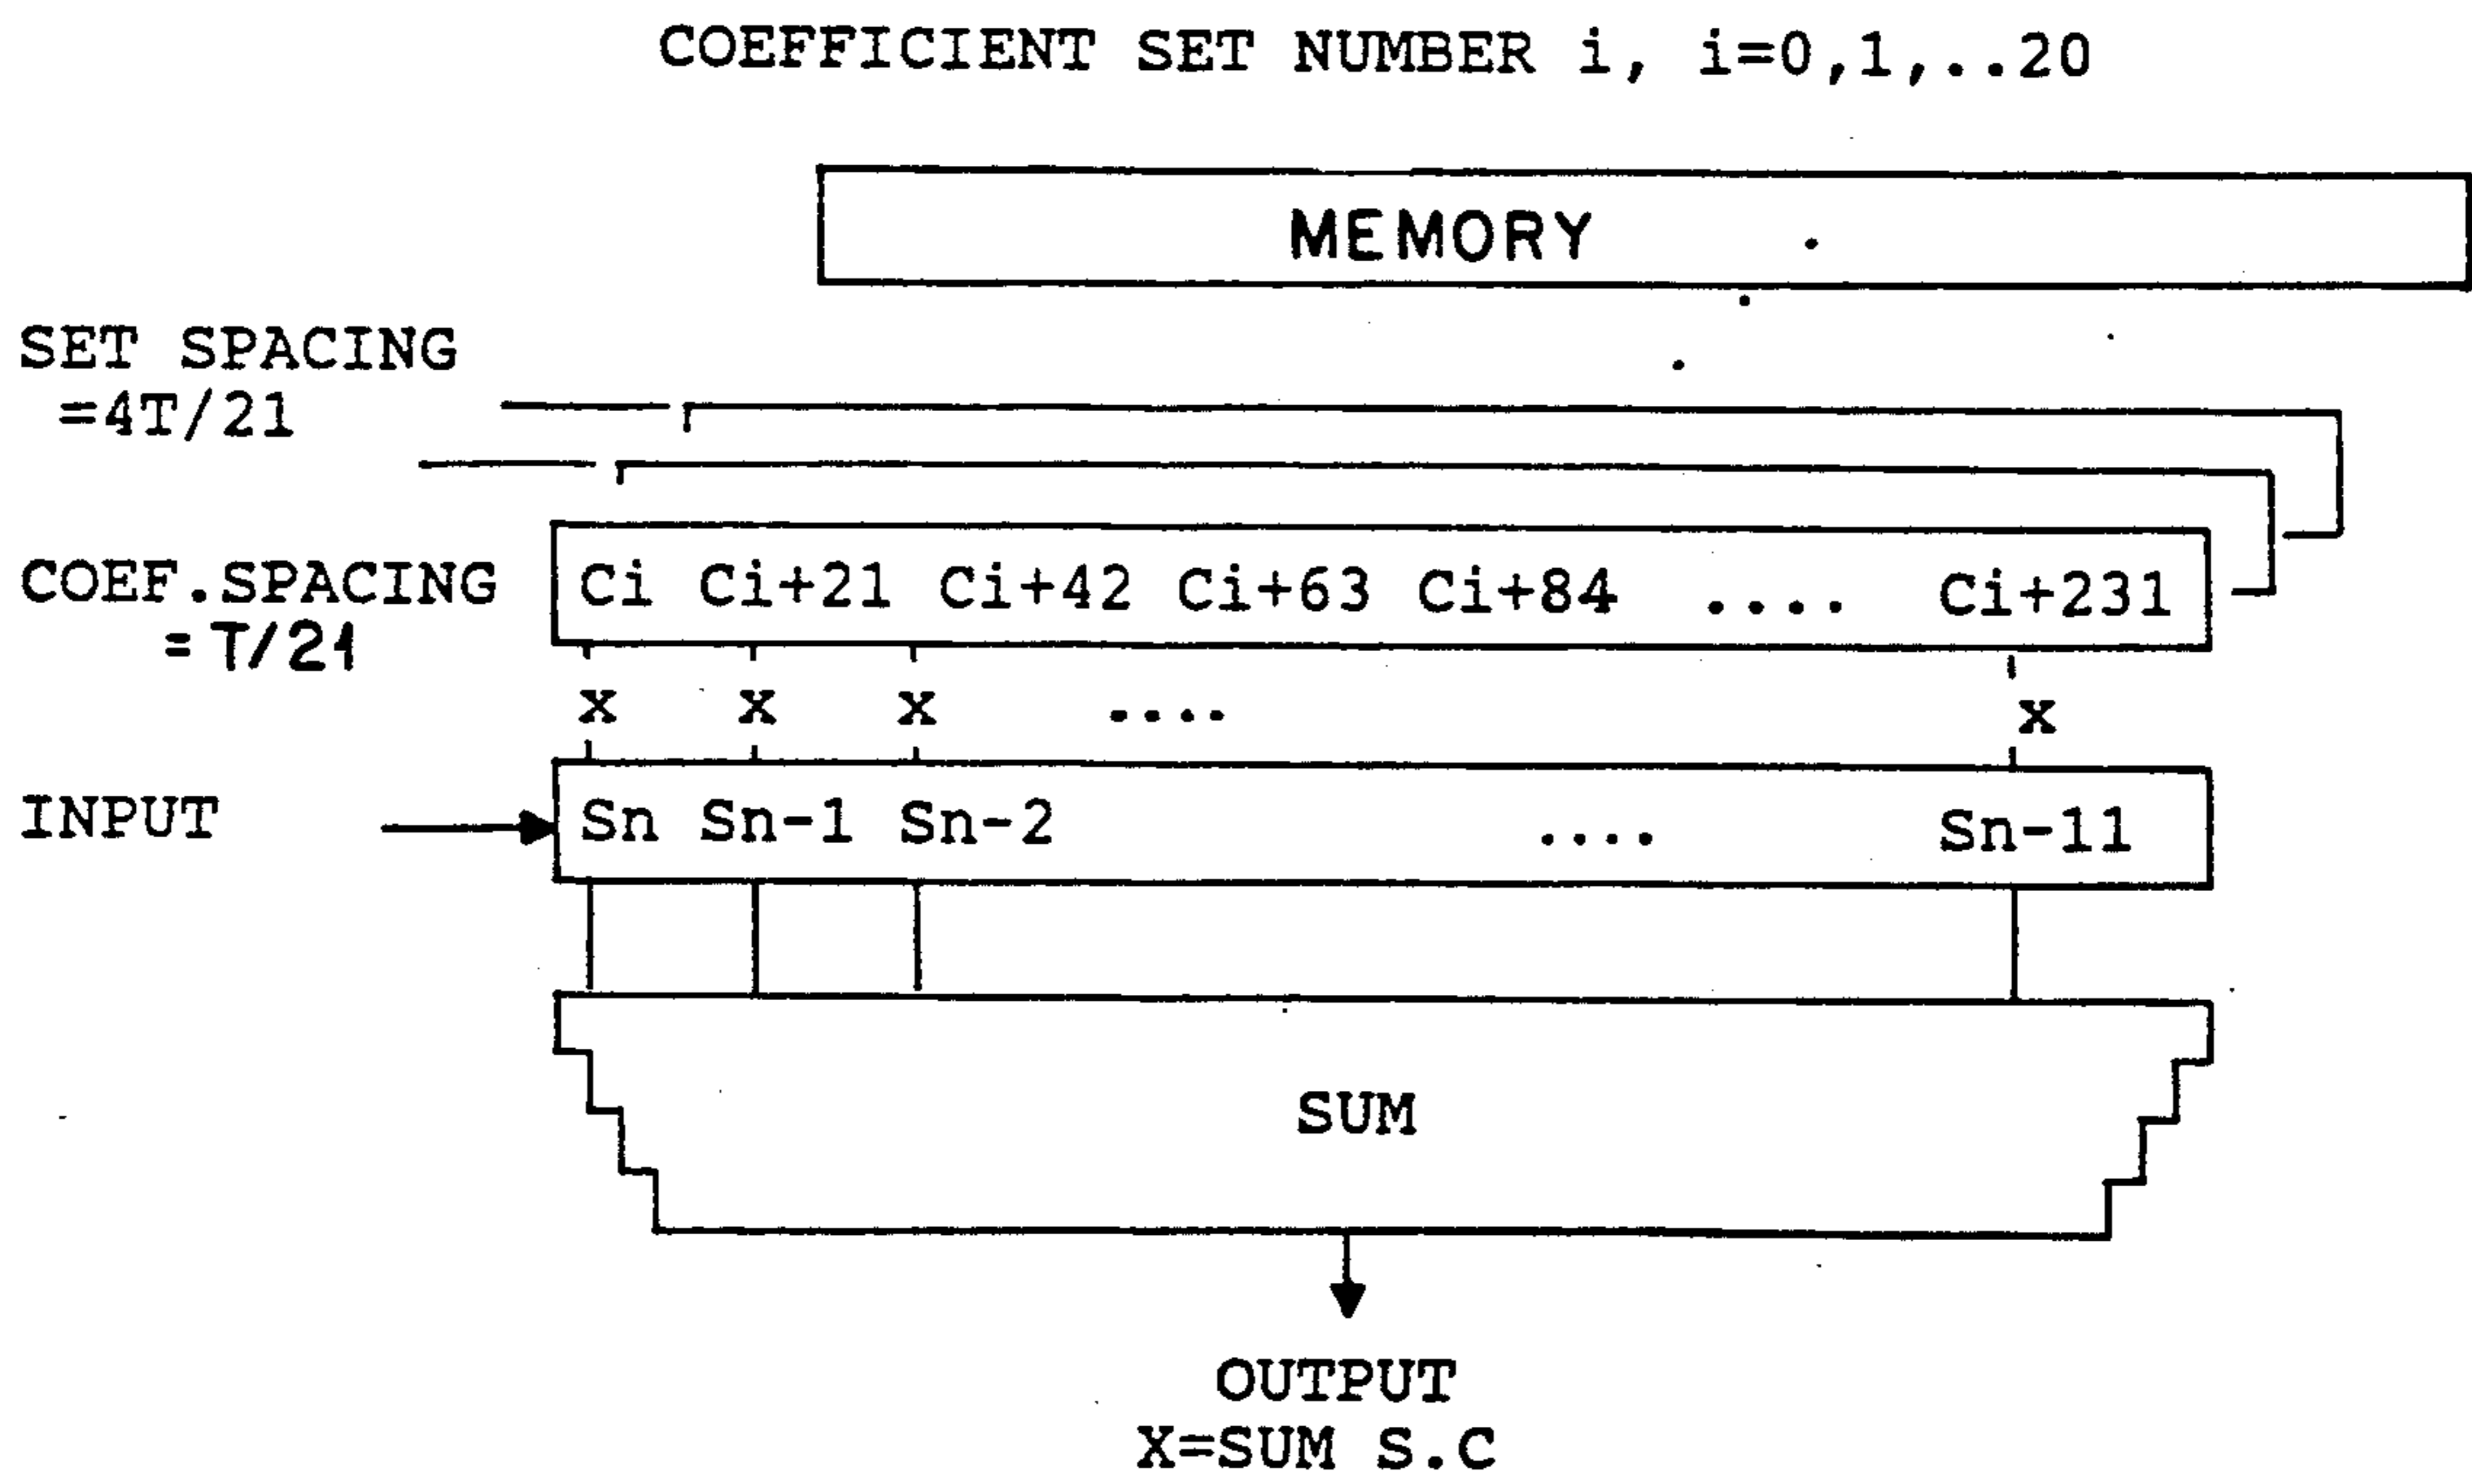 COEFFICIENT SET NUMBER i, i=0,1,..20
MEMORY
SET SPACING
=4T/21
COEF.SPACING
=T/21
Ci Ci+21 Ci+42 Ci+63 Ci+84 .... Ci+231
x x x .... x
INPUT
Sn Sn-1 Sn-2 .... Sn-11
SUM
OUTPUT
X=SUM S.C